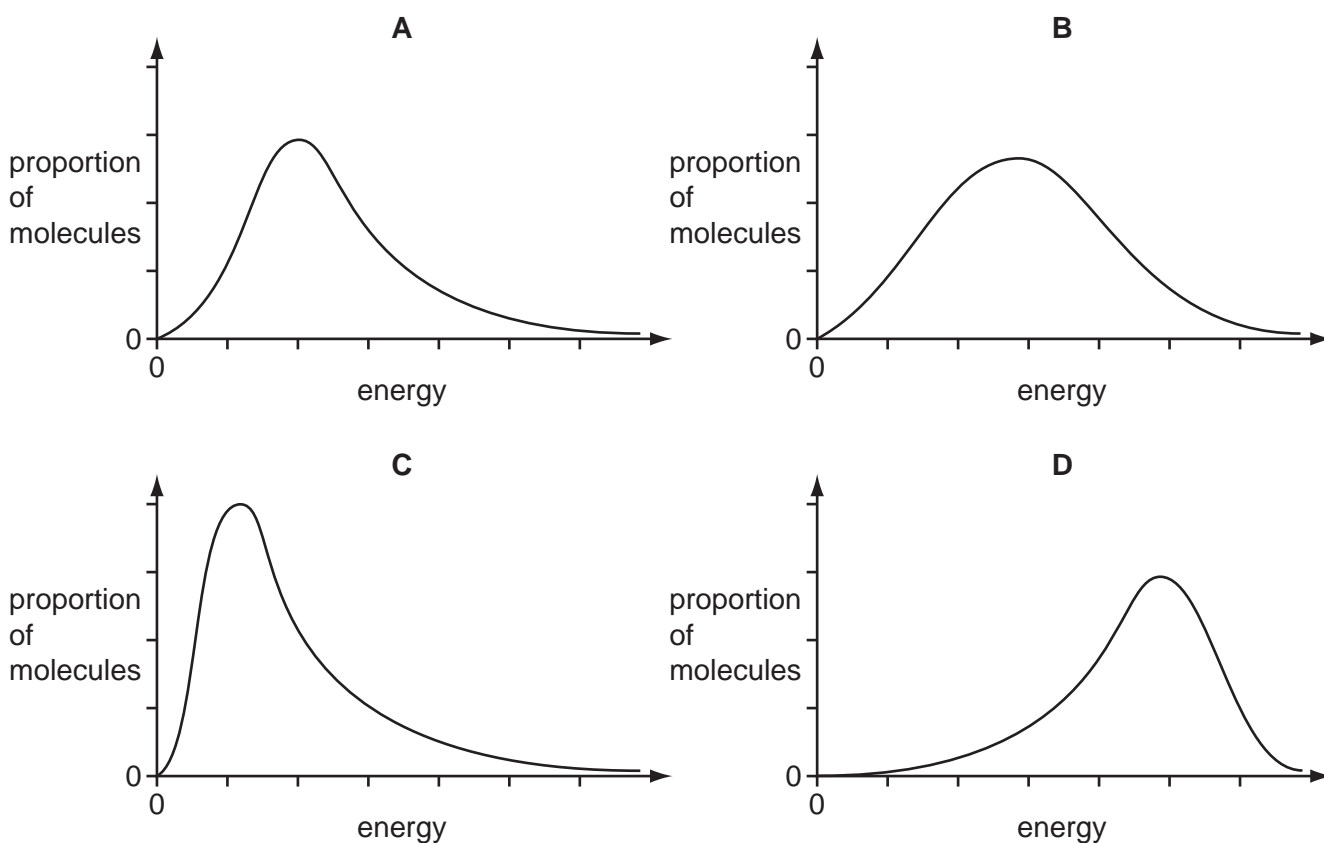 A
proportion
of
molecules
0
0
energy
B
proportion
of
molecules
0
0
energy
C
proportion
of
molecules
0
0
energy
D
proportion
of
molecules
0
0
energy